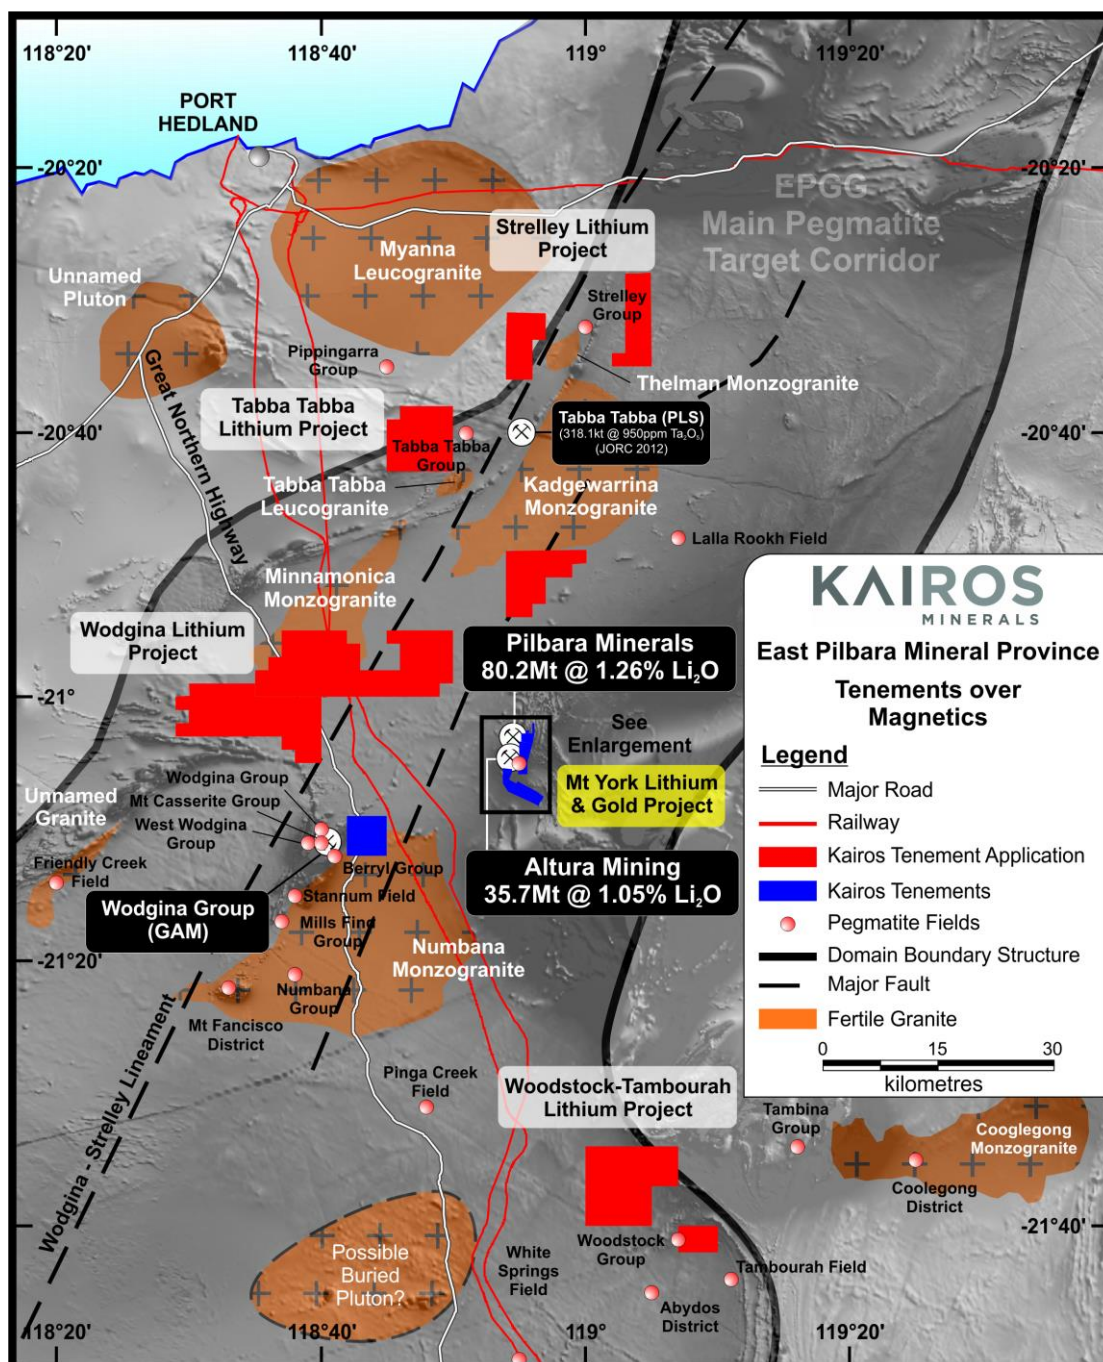 118°20'
118°40'
119°
119°20'
PORT
HEDLAND
-20°20'
-20°20'
EPGG
Main Pegmatite
Target Corridor
Strelley Lithium
Project
Myanna
Leucogranite
Unnamed
Pluton
Strelley
Group
Pippingarra
Group
Thelman Monzogranite
Great Northern Highway
Tabba Tabba
Lithium Project
Tabba Tabba (PLS)
(318.1kt @ 950ppm Ta₂O₅)
(JORC 2012)
-20°40'
-20°40'
Tabba Tabba
Group
Tabba Tabba
Leucogranite
Kadgewarrina
Monzogranite
Lalla Rookh Field
Minnamonica
Monzogranite
Wodgina Lithium
Project
Pilbara Minerals
80.2Mt @ 1.26% Li₂O
-21°
See
Enlargement
Mt York Lithium
& Gold Project
Wodgina Group
Mt Casserite Group
West Wodgina
Group
Unnamed
Granite
Friendly Creek
Field
Berryl Group
Altura Mining
35.7Mt @ 1.05% Li₂O
Wodgina Group
(GAM)
Stannum Field
Mills Find
Group
Numbana
Monzogranite
-21°20'
Numbana
Group
Mt Fancisco
District
Wodgina - Strelley Lineament
Pinga Creek
Field
Woodstock-Tambourah
Lithium Project
Tambina
Group
Cooglegong
Monzogranite
Coolegong
District
-21°40'
Woodstock
Group
White
Springs
Field
Tambourah Field
Abydos
District
Possible
Buried
Pluton?
118°20'
118°40'
119°
119°20'
KAIROS
MINERALS
East Pilbara Mineral Province
Tenements over
Magnetics
Legend
Major Road
Railway
Kairos Tenement Application
Kairos Tenements
Pegmatite Fields
Domain Boundary Structure
Major Fault
Fertile Granite
0
15
30
kilometres